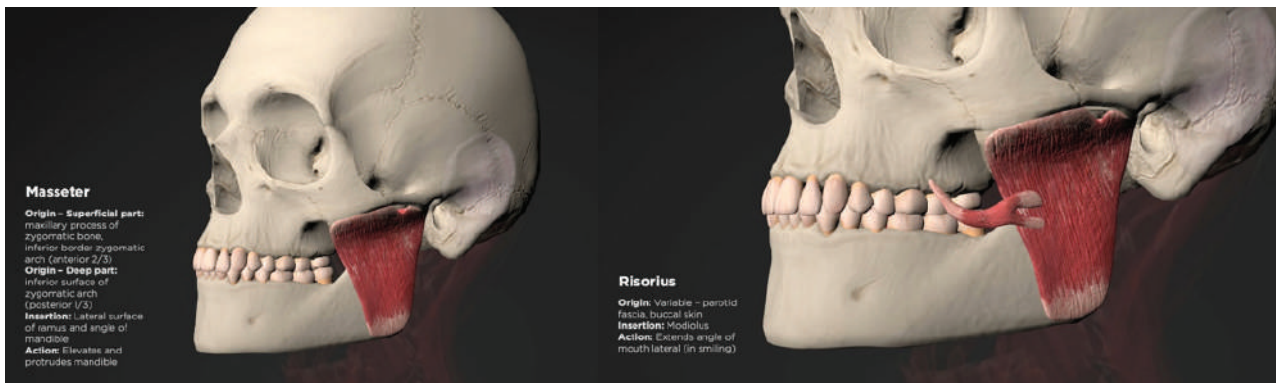 Masseter
Origin – Superficial part:
maxillary process of
zygomatic bone,
inferior border zygomatic
arch (anterior 2/3)
Origin – Deep part:
inferior surface of
zygomatic arch
(posterior 1/3)
Insertion: Lateral surface
of ramus and angle of
mandible
Action: Elevates and
protrudes mandible
Risorius
Origin: Variable – parotid
fascia, buccal skin
Insertion: Modiolus
Action: Extends angle of
mouth lateral (in smiling)